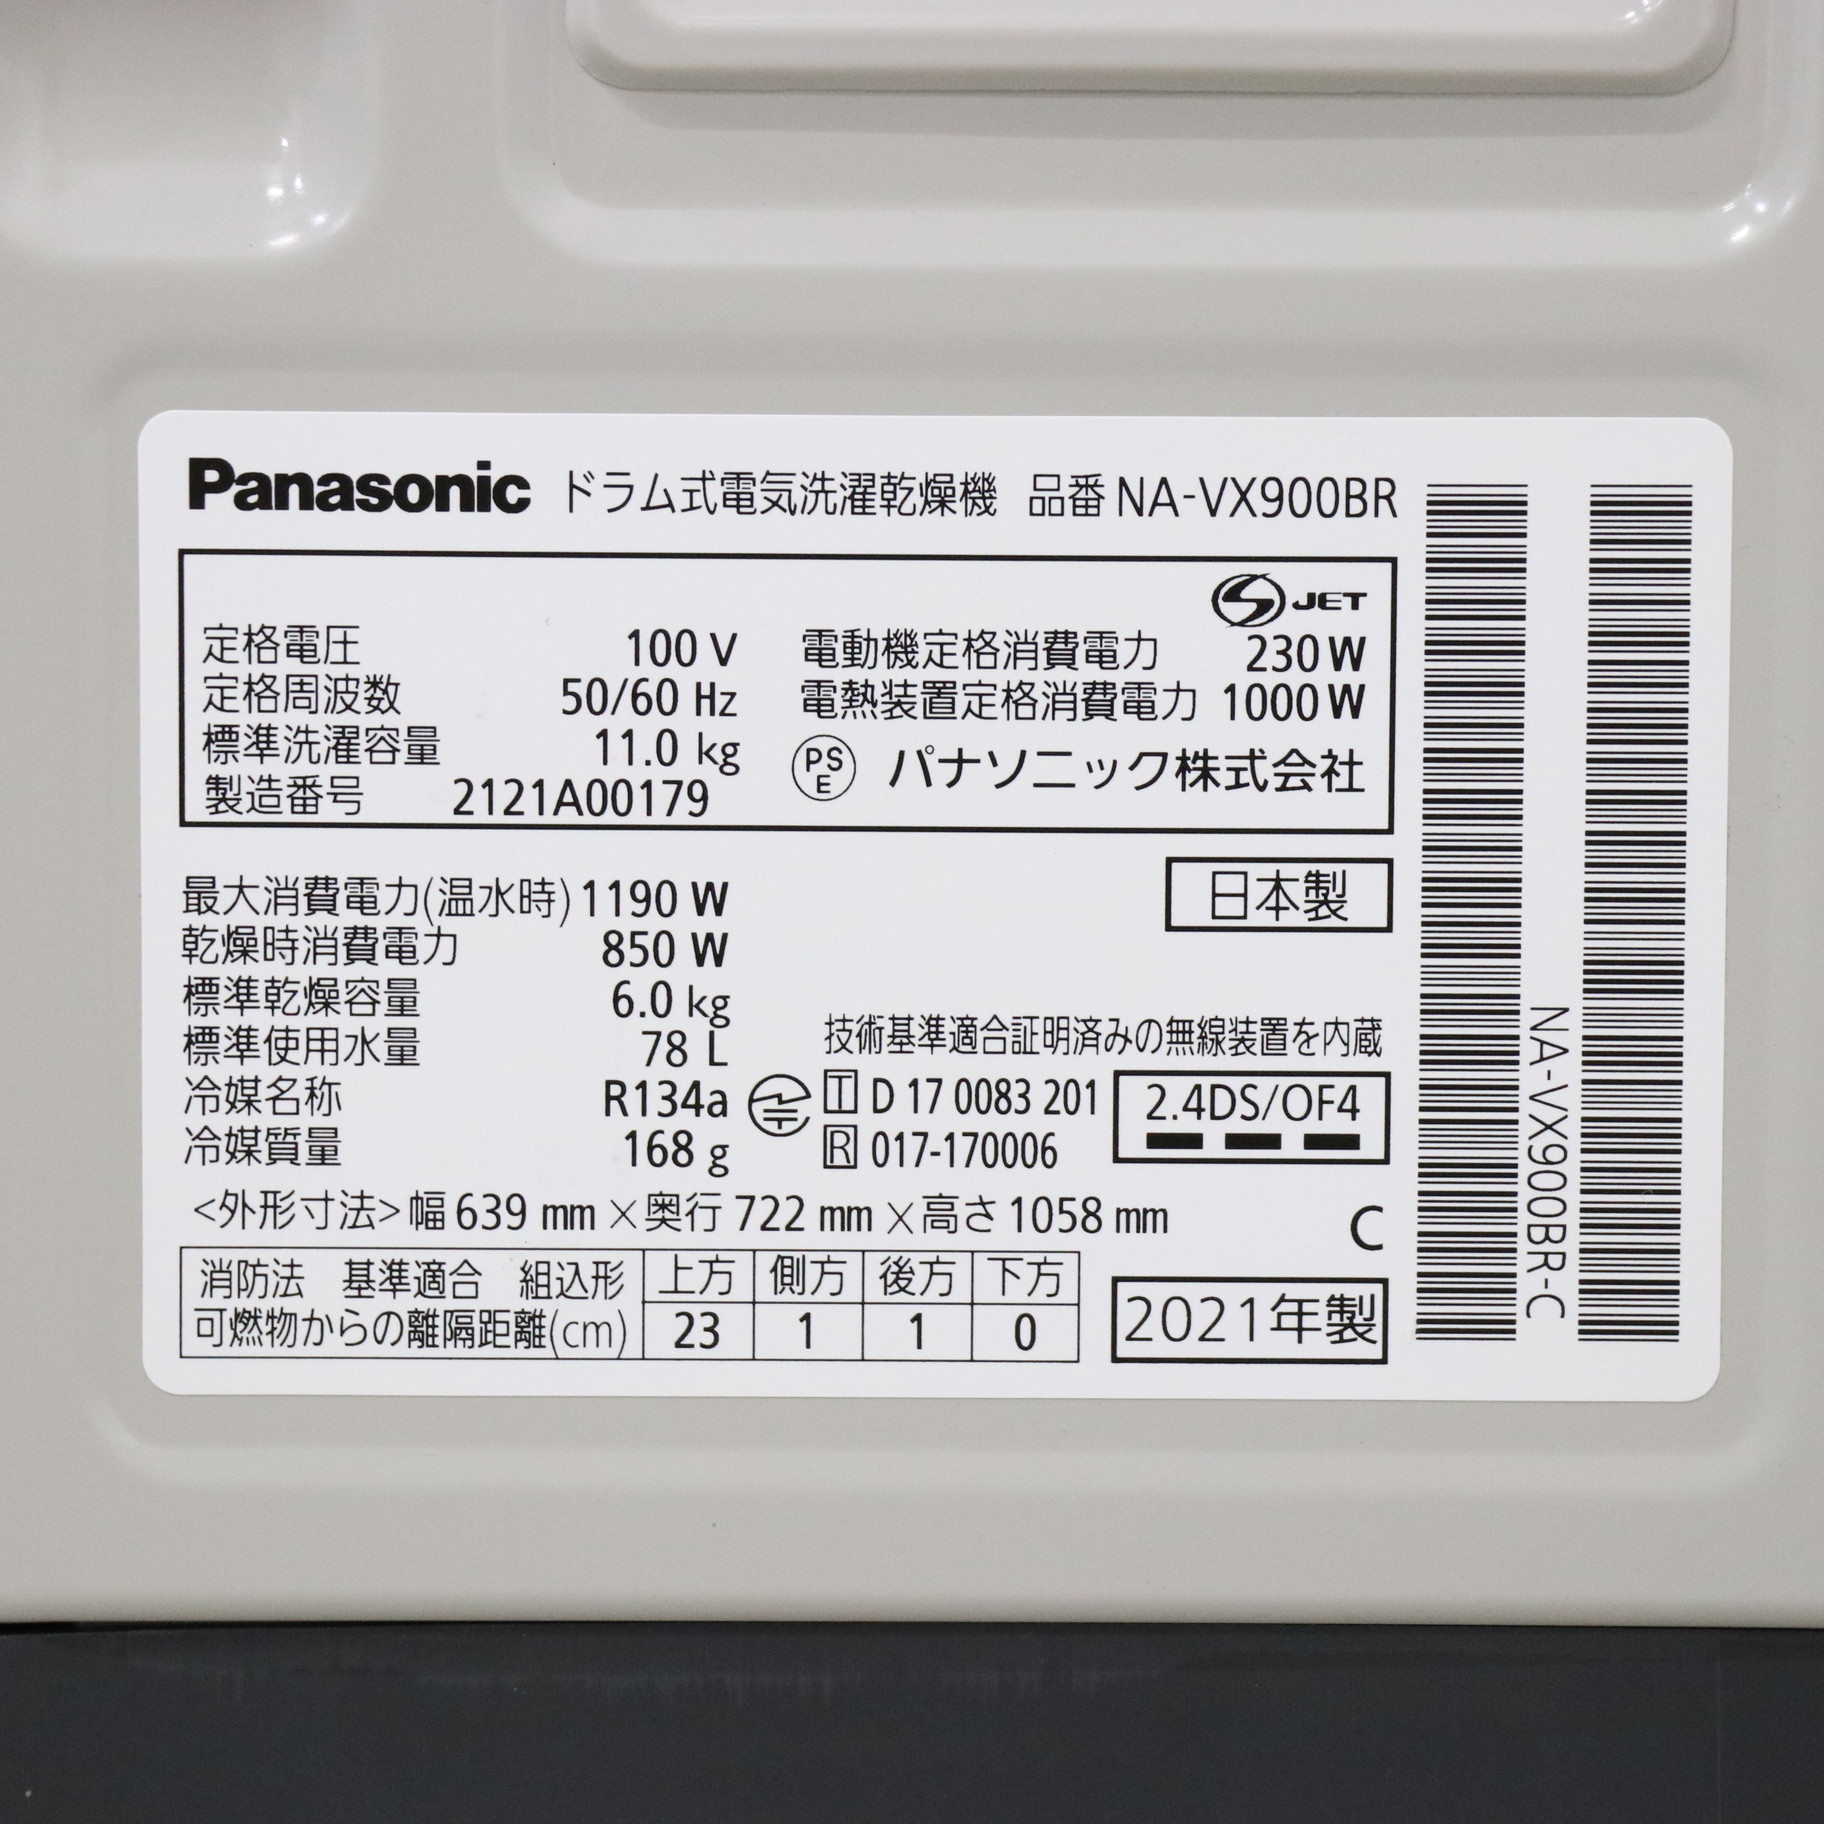 Panasonic ドラム式電気洗濯乾燥機 品番 NA-VX900BR
JET
定格電圧 100 V 電動機定格消費電力 230 W
定格周波数 50/60 Hz 電熱装置定格消費電力 1000 W
標準洗濯容量 11.0 kg PSE パナソニック株式会社
製造番号 2121A00179
最大消費電力(温水時) 1190 W 日本製
乾燥時消費電力 850 W
標準乾燥容量 6.0 kg
標準使用水量 78 L
冷媒名称 R134a
冷媒質量 168 g
技術基準適合証明済みの無線装置を内蔵
T D 17 0083 201
R 017-170006
2.4DS/OF4
<外形寸法> 幅 639 mm × 奥行 722 mm × 高さ 1058 mm C
消防法 基準適合 組込形 上方 側方 後方 下方
可燃物からの離隔距離(cm) 23 1 1 0
2021年製
NA-VX900BR-C